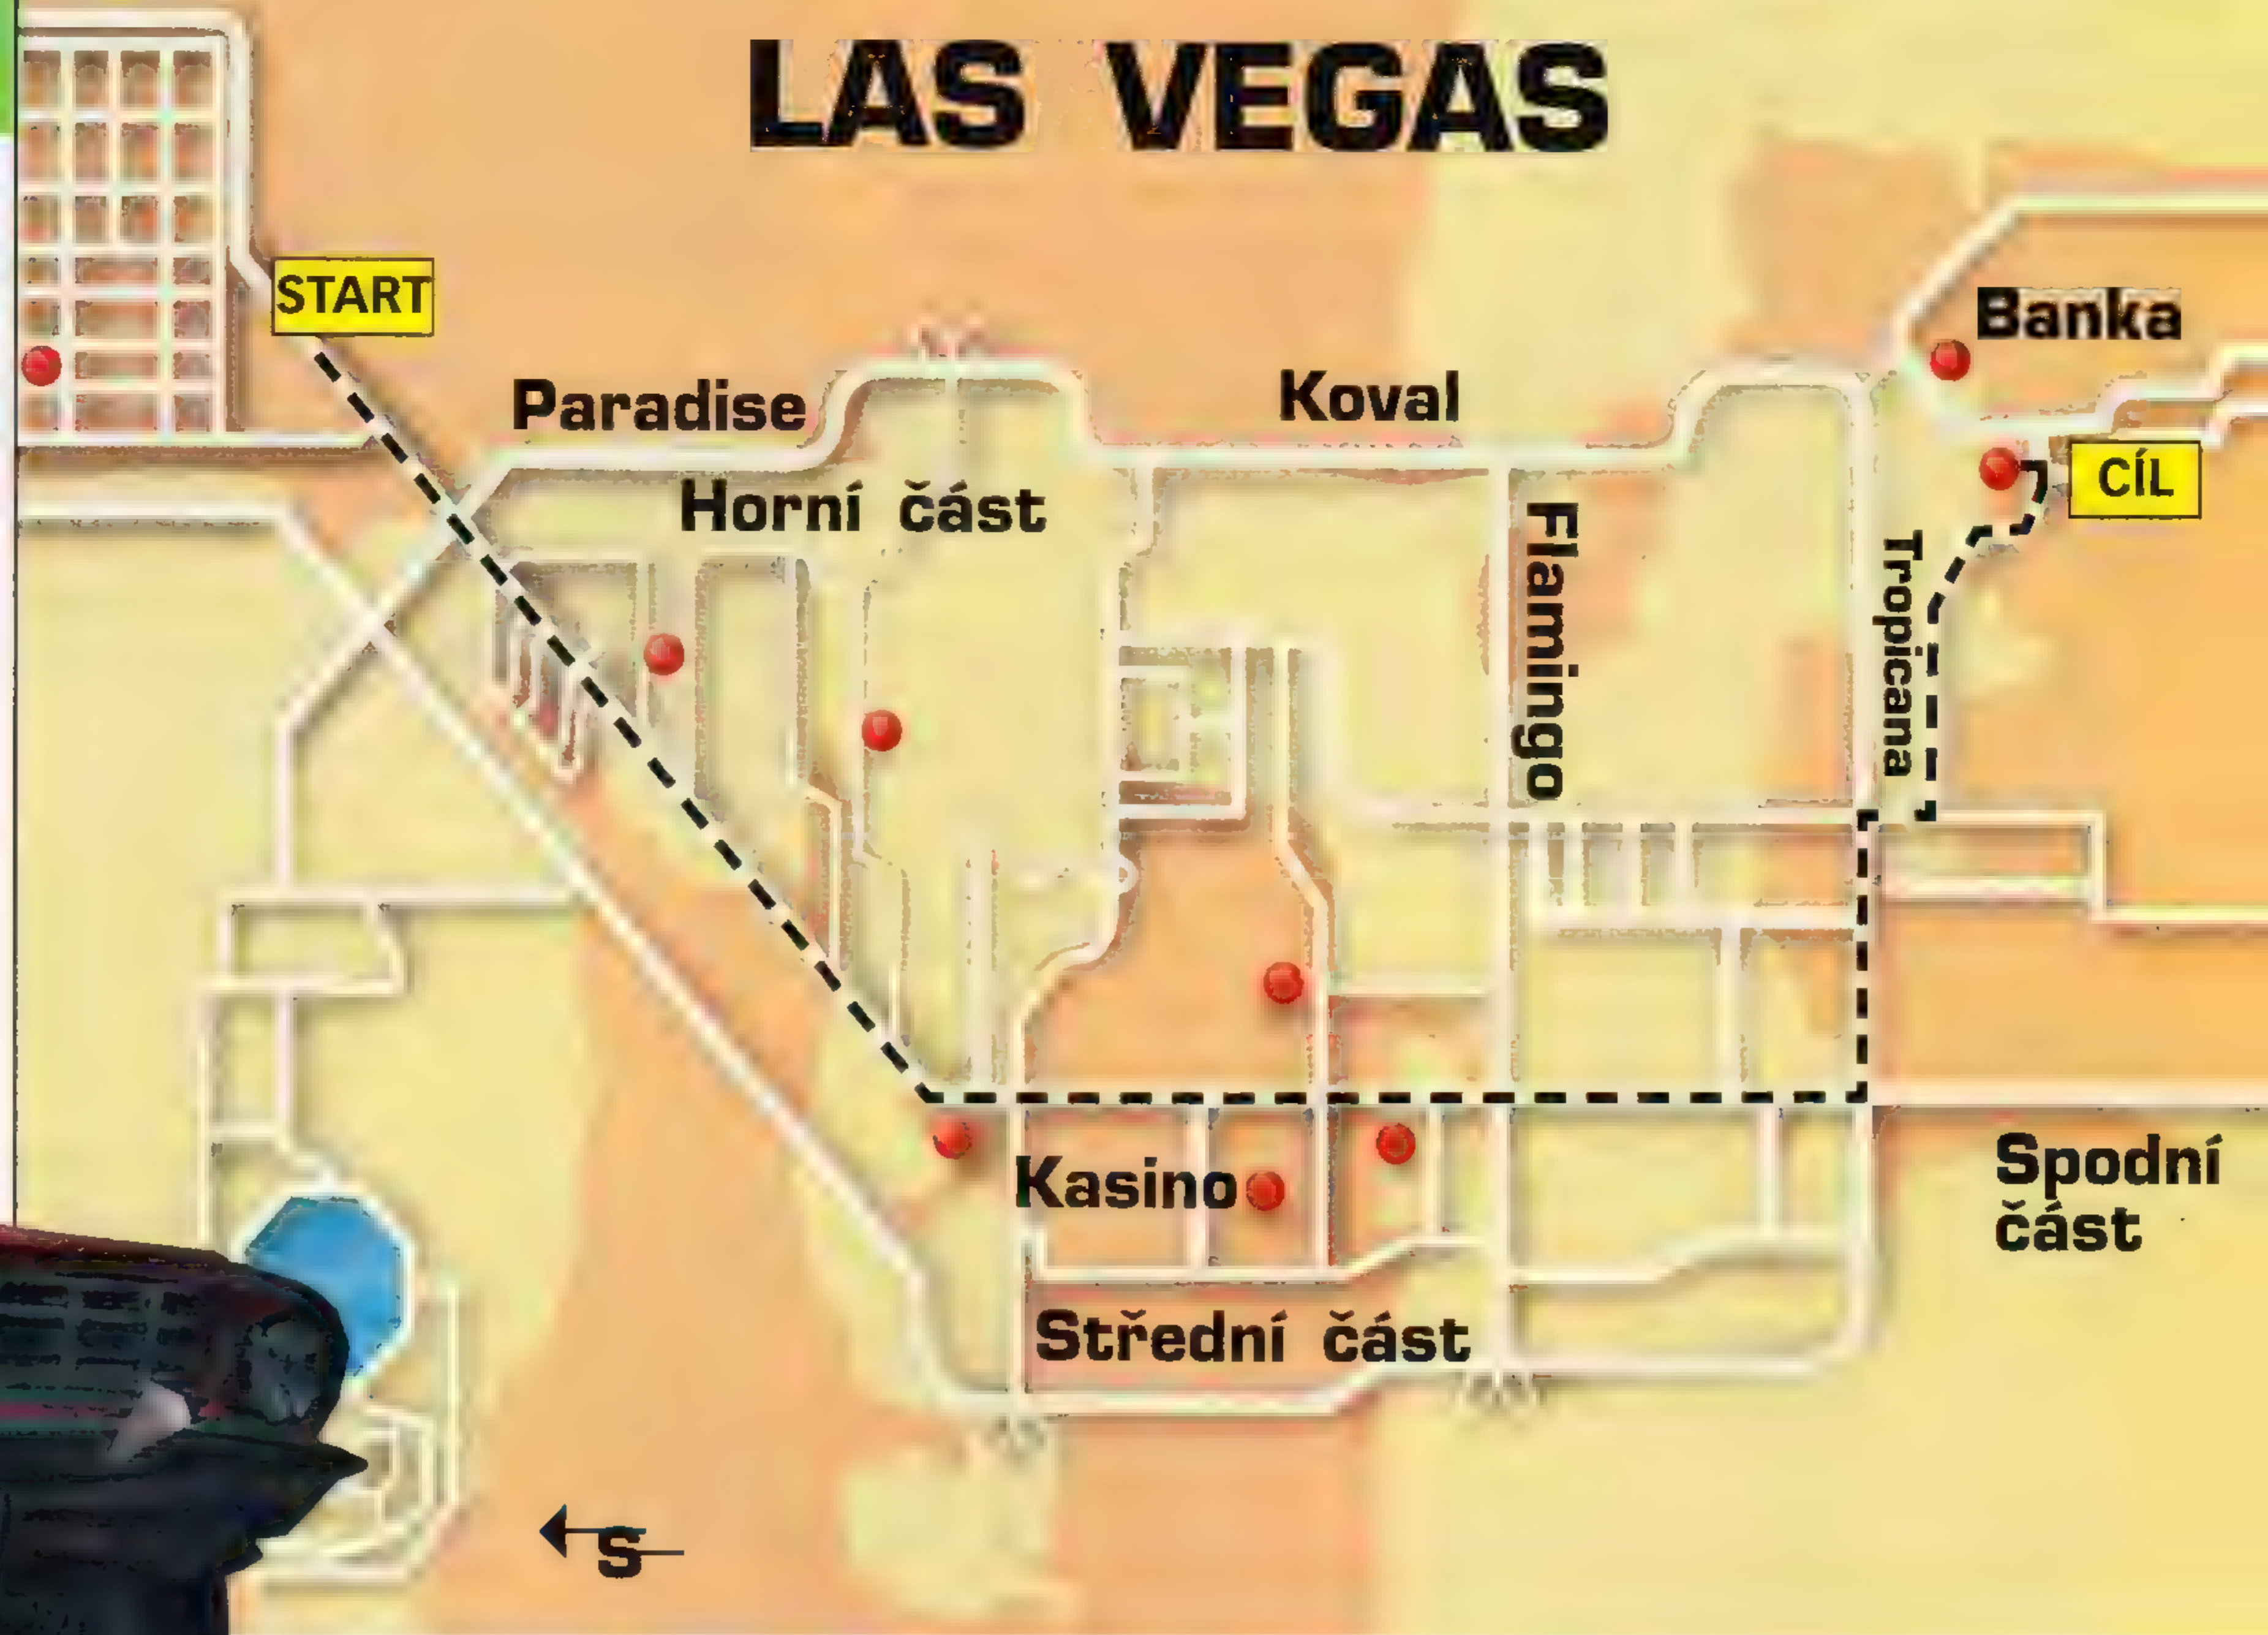 LAS VEGAS
START
Banka
Paradise
Koval
CÍL
Horní část
Flamingo
Tropicana
Kasino
Spodní
část
Střední část
S